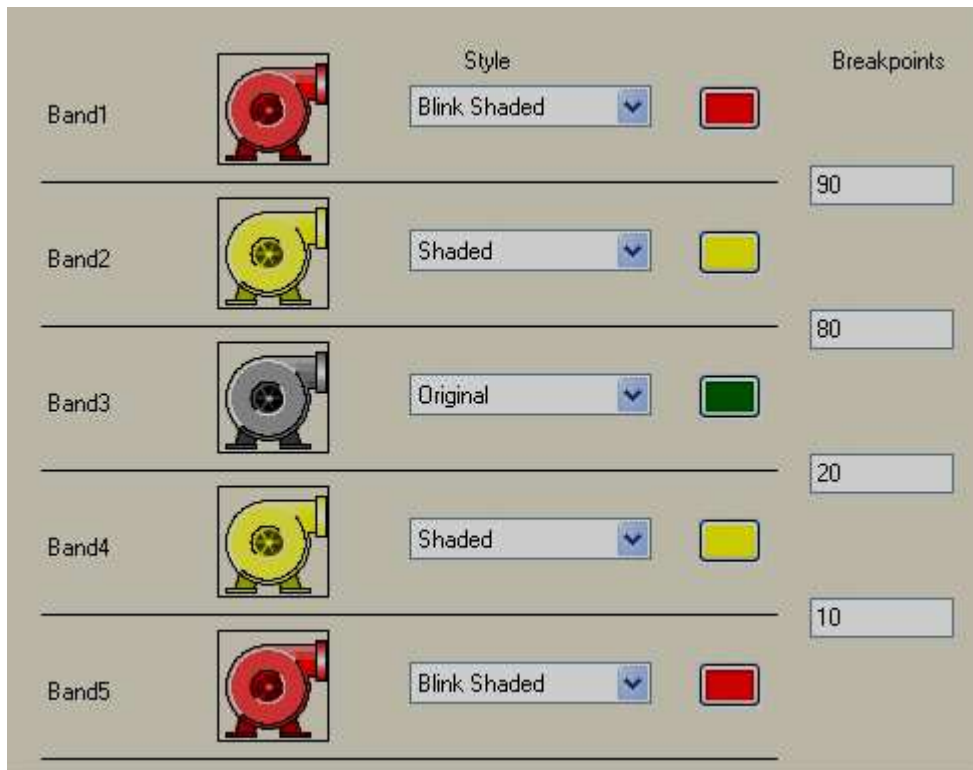 Style Breakpoints
Band1 Blink Shaded
90
Band2 Shaded
80
Band3 Original
20
Band4 Shaded
10
Band5 Blink Shaded